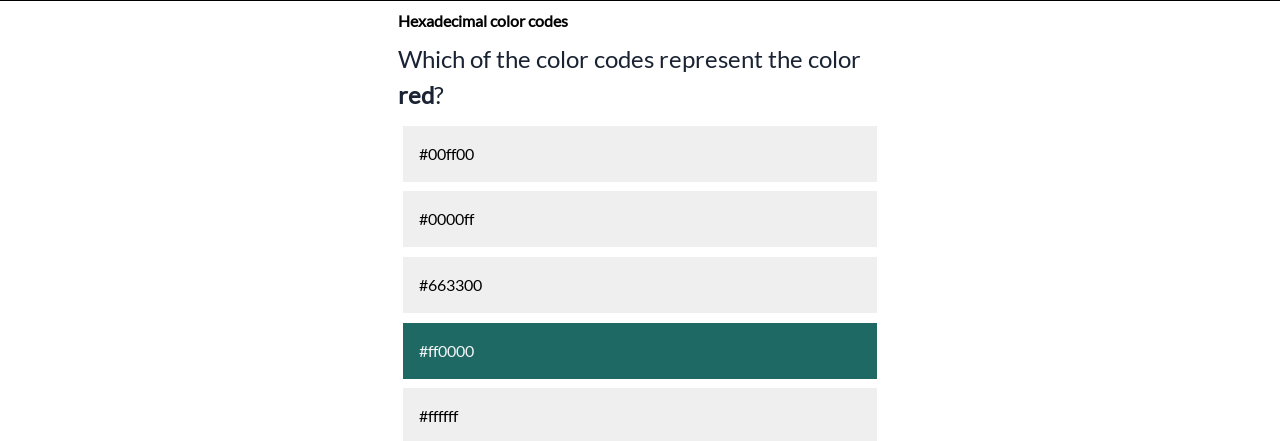 Hexadecimal color codes
Which of the color codes represent the color
red?
#00ff00
#0000ff
#663300
#ff0000
#ffffff